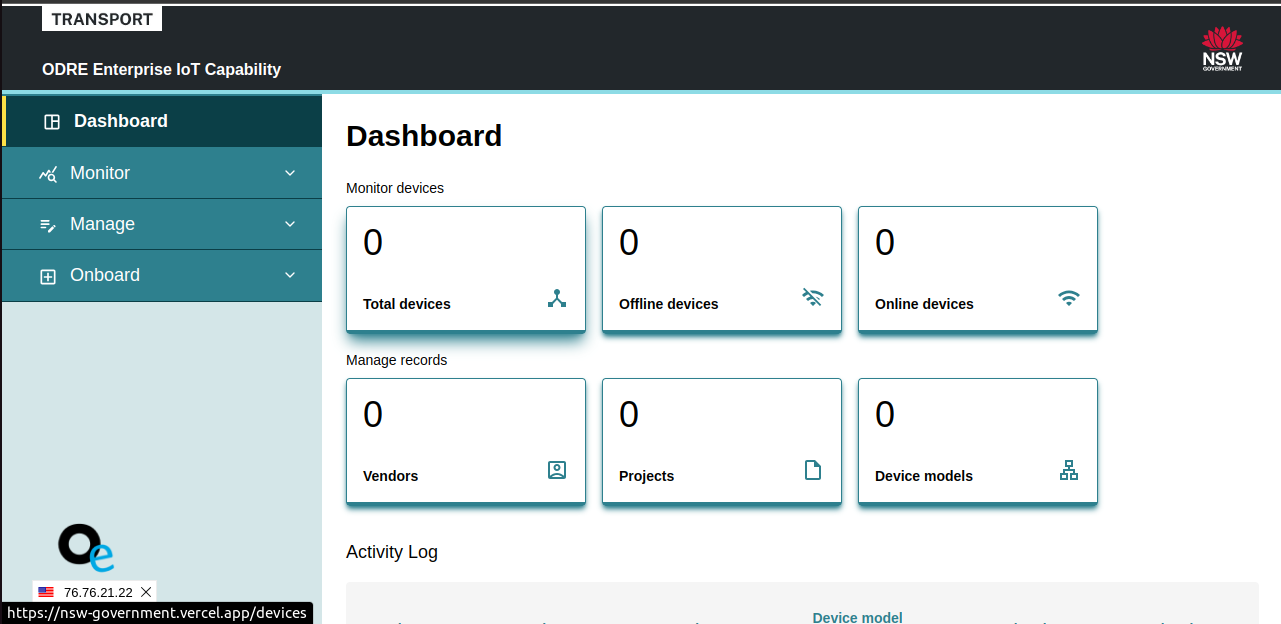 TRANSPORT
ODRE Enterprise IoT Capability
NSW
GOVERNMENT
Dashboard
Monitor
Manage
Onboard
Dashboard
Monitor devices
0
Total devices
0
Offline devices
0
Online devices
Manage records
0
Vendors
0
Projects
0
Device models
Activity Log
Device model
Oe
76.76.21.22
https://nsw-government.vercel.app/devices